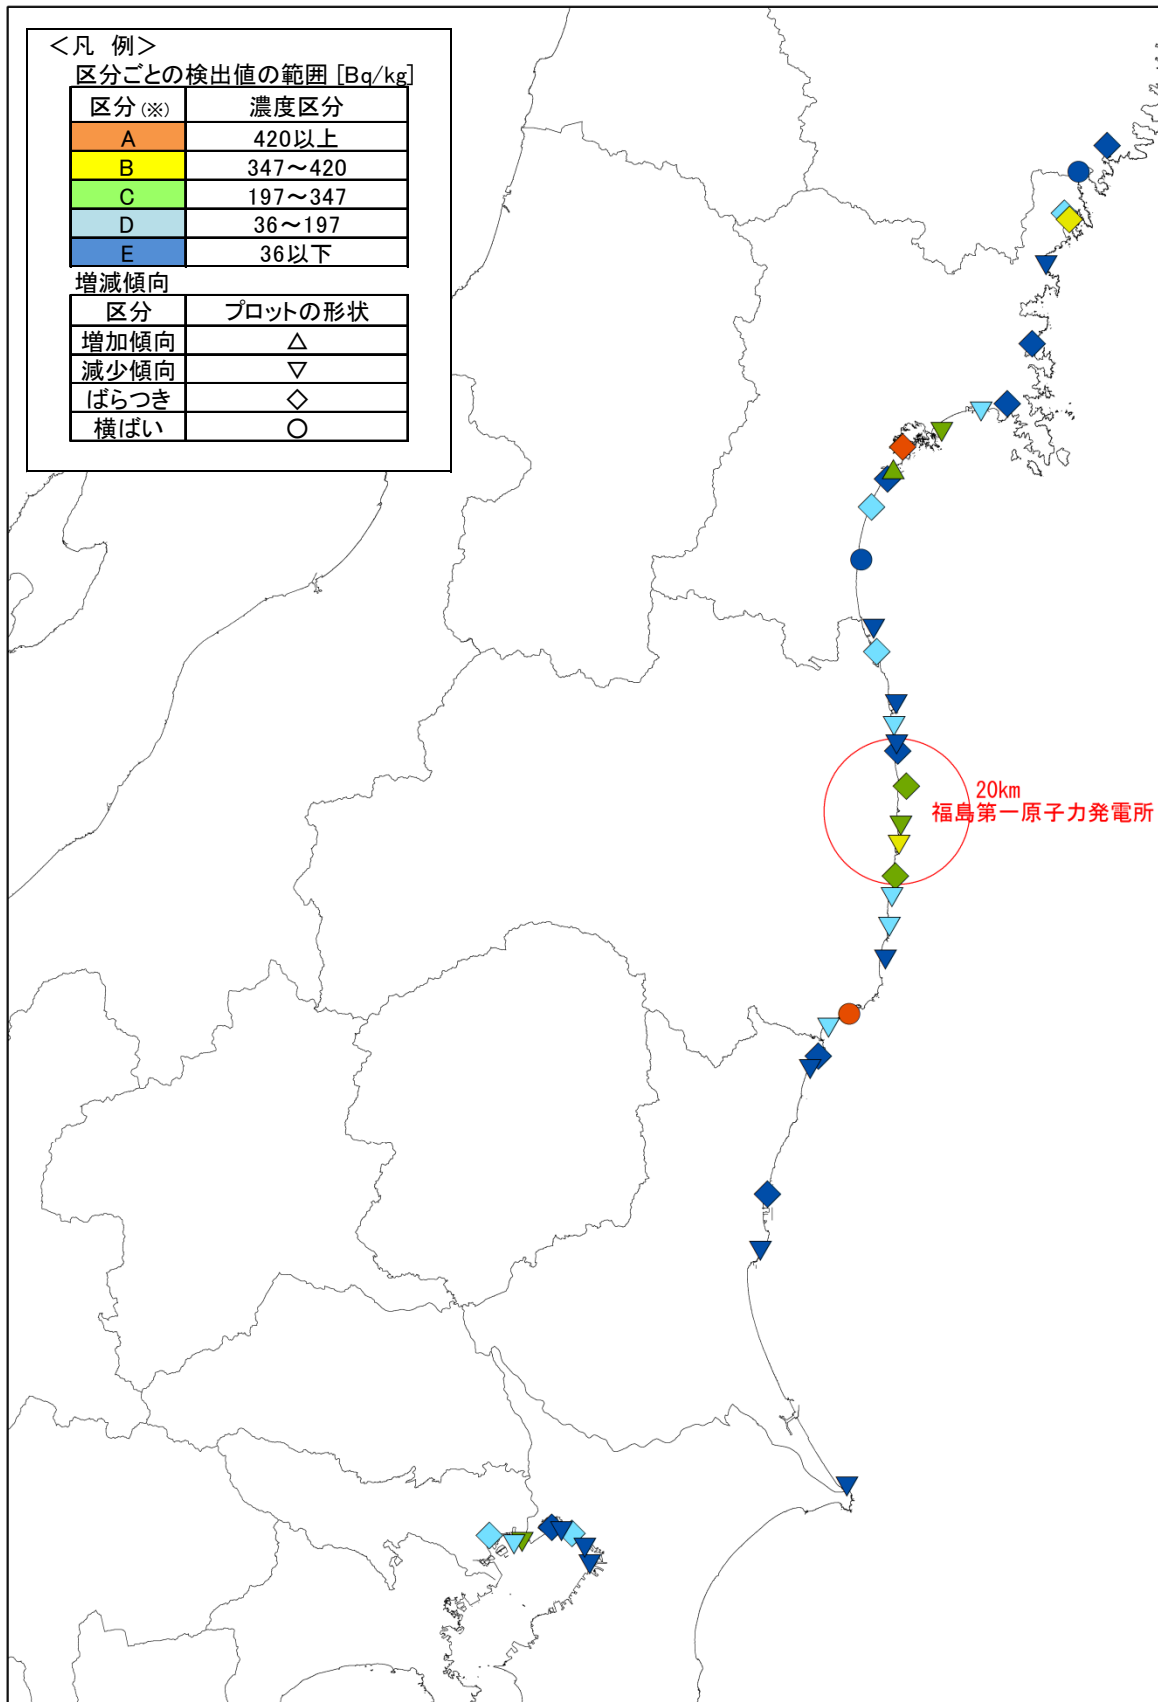 ＜凡 例＞
区分ごとの検出値の範囲 [Bq/kg]
区分(※) 濃度区分
A 420以上
B 347～420
C 197～347
D 36～197
E 36以下
増減傾向
区分 プロットの形状
増加傾向 △
減少傾向 ▽
ばらつき ◇
横ばい ○
20km
福島第一原子力発電所